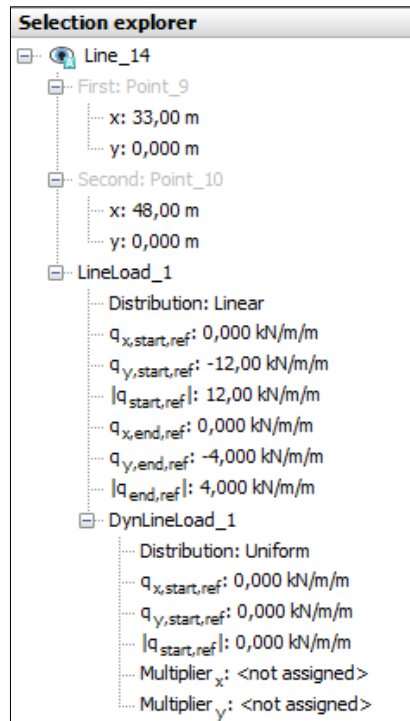 Selection explorer
Line_14
First: Point_9
x: 33,00 m
y: 0,000 m
Second: Point_10
x: 48,00 m
y: 0,000 m
LineLoad_1
Distribution: Linear
qx,start,ref: 0,000 kN/m/m
qy,start,ref: -12,00 kN/m/m
|qstart,ref|: 12,00 kN/m/m
qx,end,ref: 0,000 kN/m/m
qy,end,ref: -4,000 kN/m/m
|qend,ref|: 4,000 kN/m/m
DynLineLoad_1
Distribution: Uniform
qx,start,ref: 0,000 kN/m/m
qy,start,ref: 0,000 kN/m/m
|qstart,ref|: 0,000 kN/m/m
Multiplierx: <not assigned>
Multipliery: <not assigned>